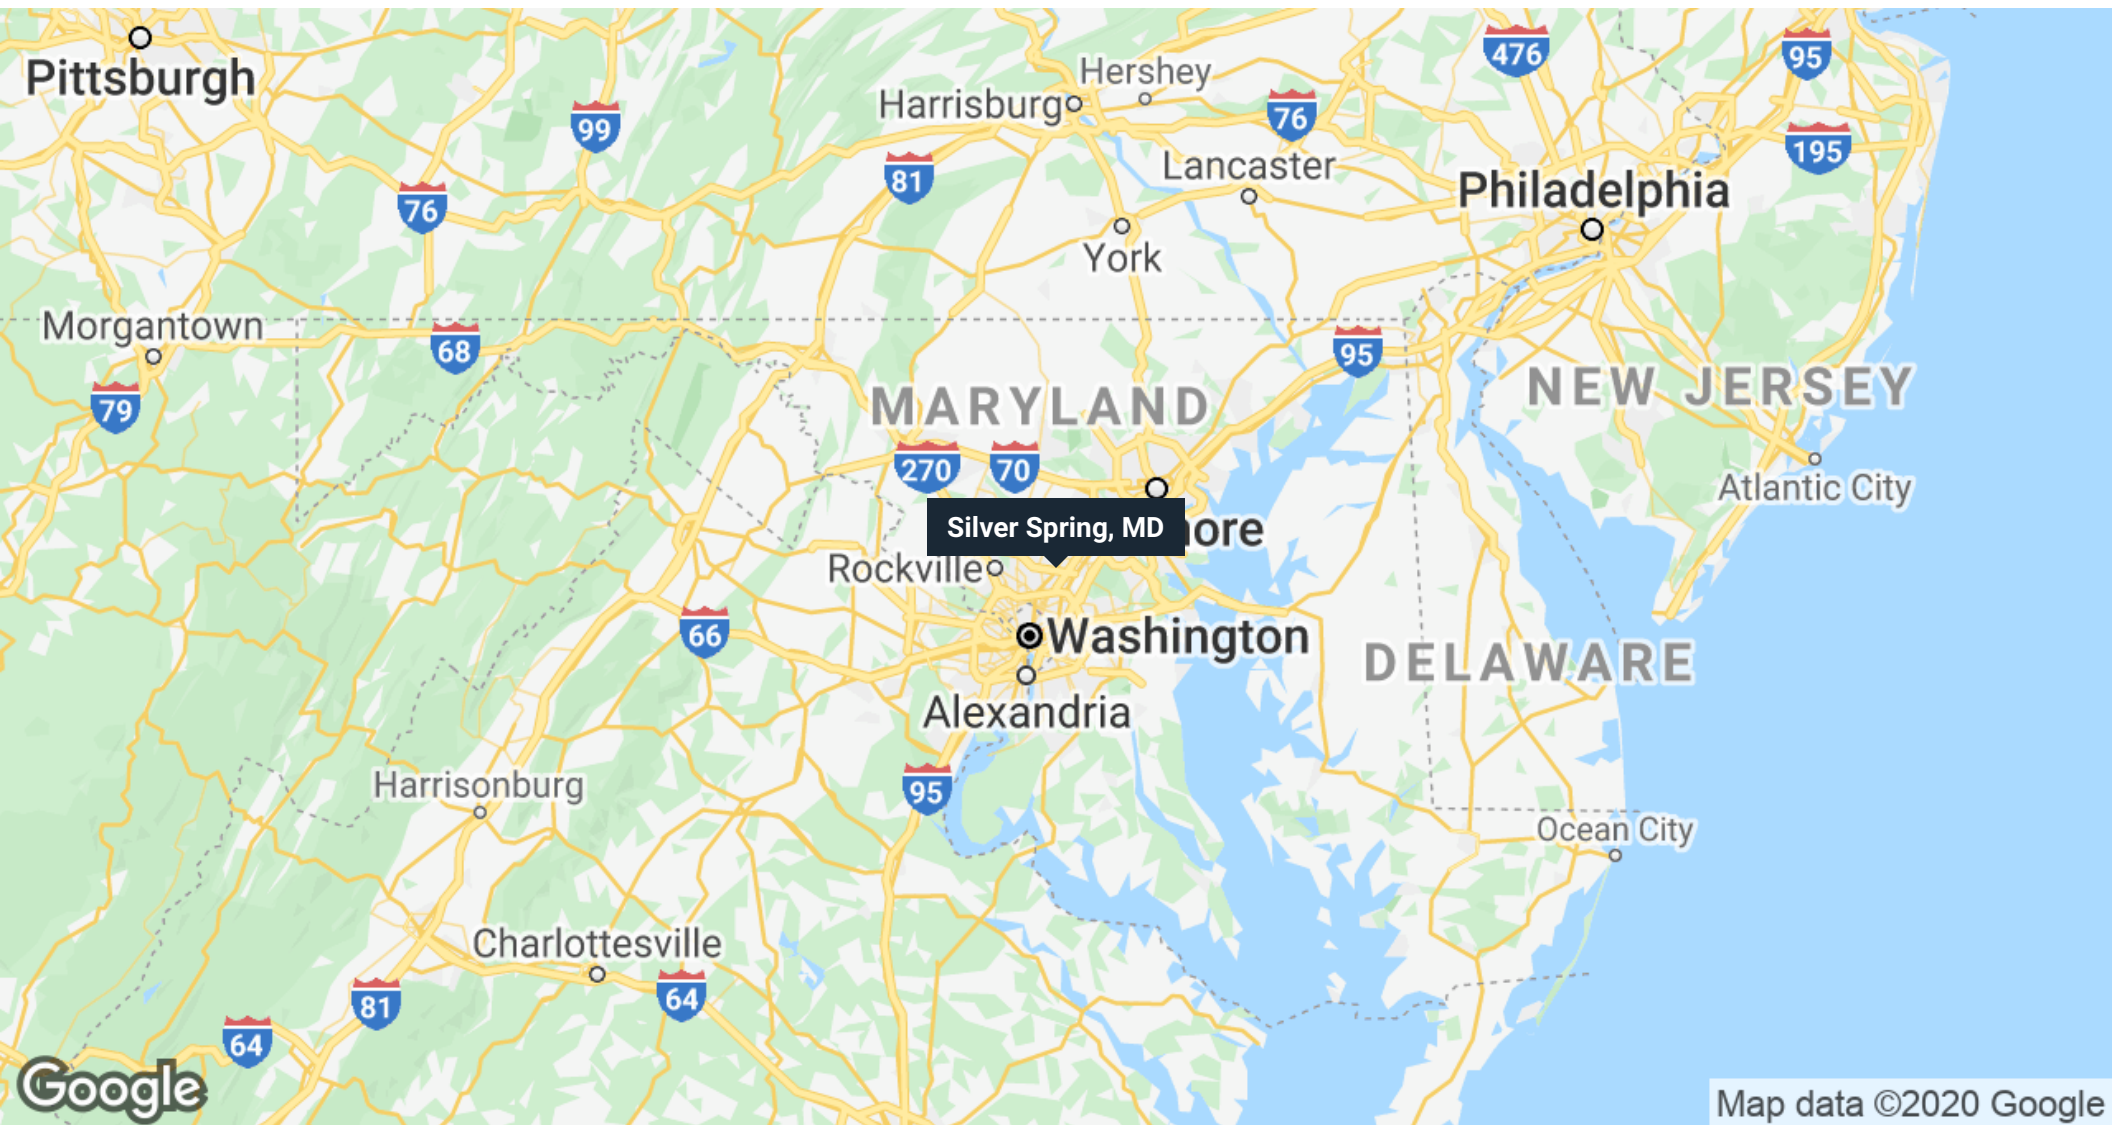 Pittsburgh
Hershey
Harrisburg
476
95
99
76
195
81
Lancaster
Philadelphia
76
York
Morgantown
68
95
79
MARYLAND
NEW JERSEY
270
70
Atlantic City
Silver Spring, MD
more
Rockville
66
Washington
DELAWARE
Alexandria
Harrisonburg
95
Ocean City
Charlottesville
81
64
64
Google
Map data ©2020 Google